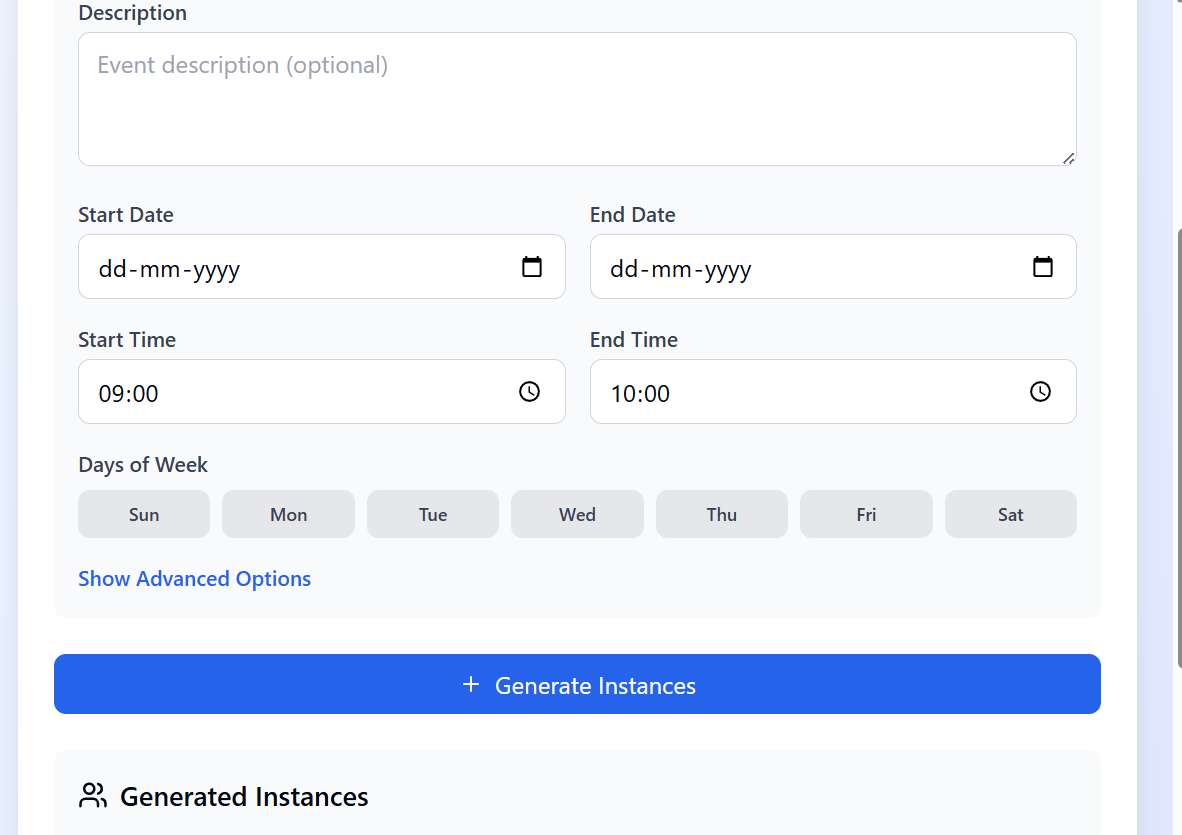 Description
Event description (optional)
Start Date End Date
dd-mm-yyyy dd-mm-yyyy
Start Time End Time
09:00 10:00
Days of Week
Sun Mon Tue Wed Thu Fri Sat
Show Advanced Options
+ Generate Instances
Generated Instances